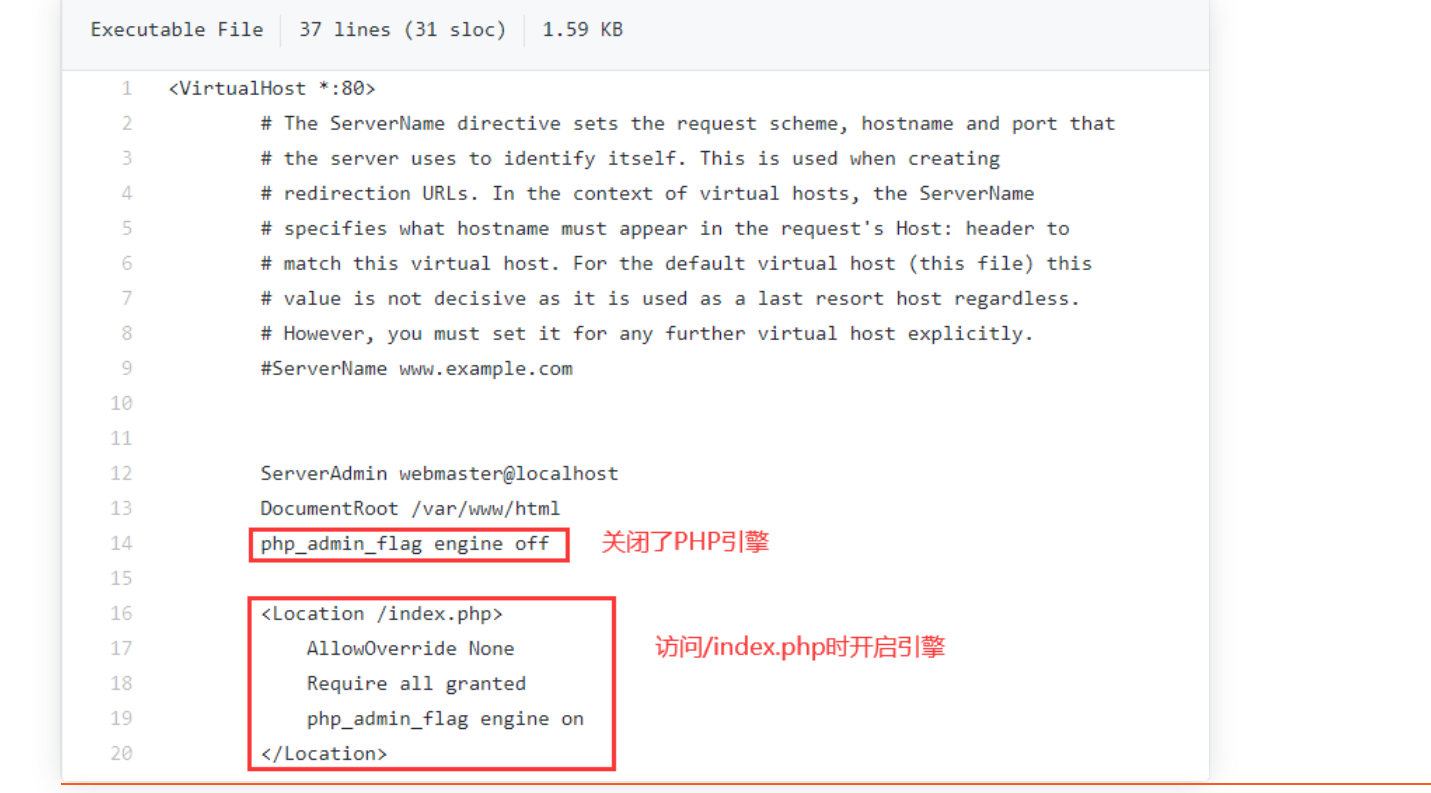 Executable File 37 lines (31 sloc) 1.59 KB
1 <VirtualHost *:80>
2 # The ServerName directive sets the request scheme, hostname and port that
3 # the server uses to identify itself. This is used when creating
4 # redirection URLs. In the context of virtual hosts, the ServerName
5 # specifies what hostname must appear in the request's Host: header to
6 # match this virtual host. For the default virtual host (this file) this
7 # value is not decisive as it is used as a last resort host regardless.
8 # However, you must set it for any further virtual host explicitly.
9 #ServerName www.example.com
10
11
12 ServerAdmin webmaster@localhost
13 DocumentRoot /var/www/html
14 php_admin_flag engine off 关闭了PHP引擎
15
16 <Location /index.php>
17 AllowOverride None 访问/index.php时开启引擎
18 Require all granted
19 php_admin_flag engine on
20 </Location>